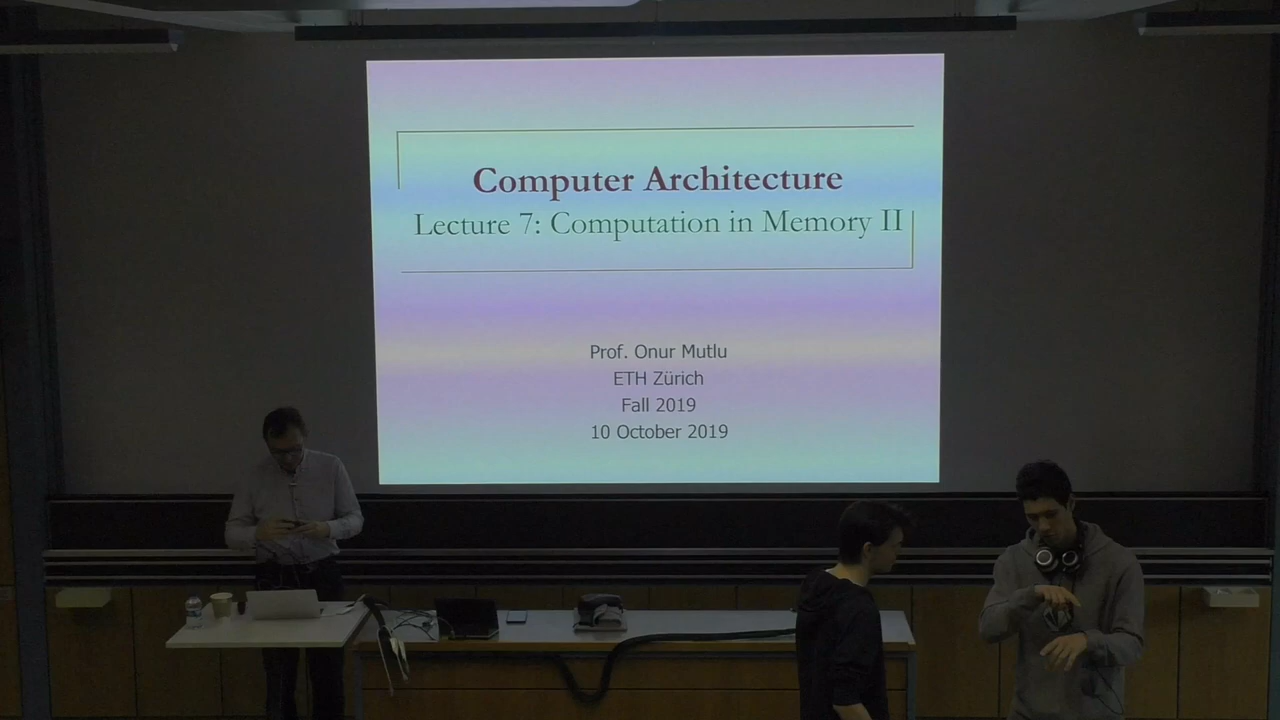 Computer Architecture
Lecture 7: Computation in Memory II
Prof. Onur Mutlu
ETH Zürich
Fall 2019
10 October 2019